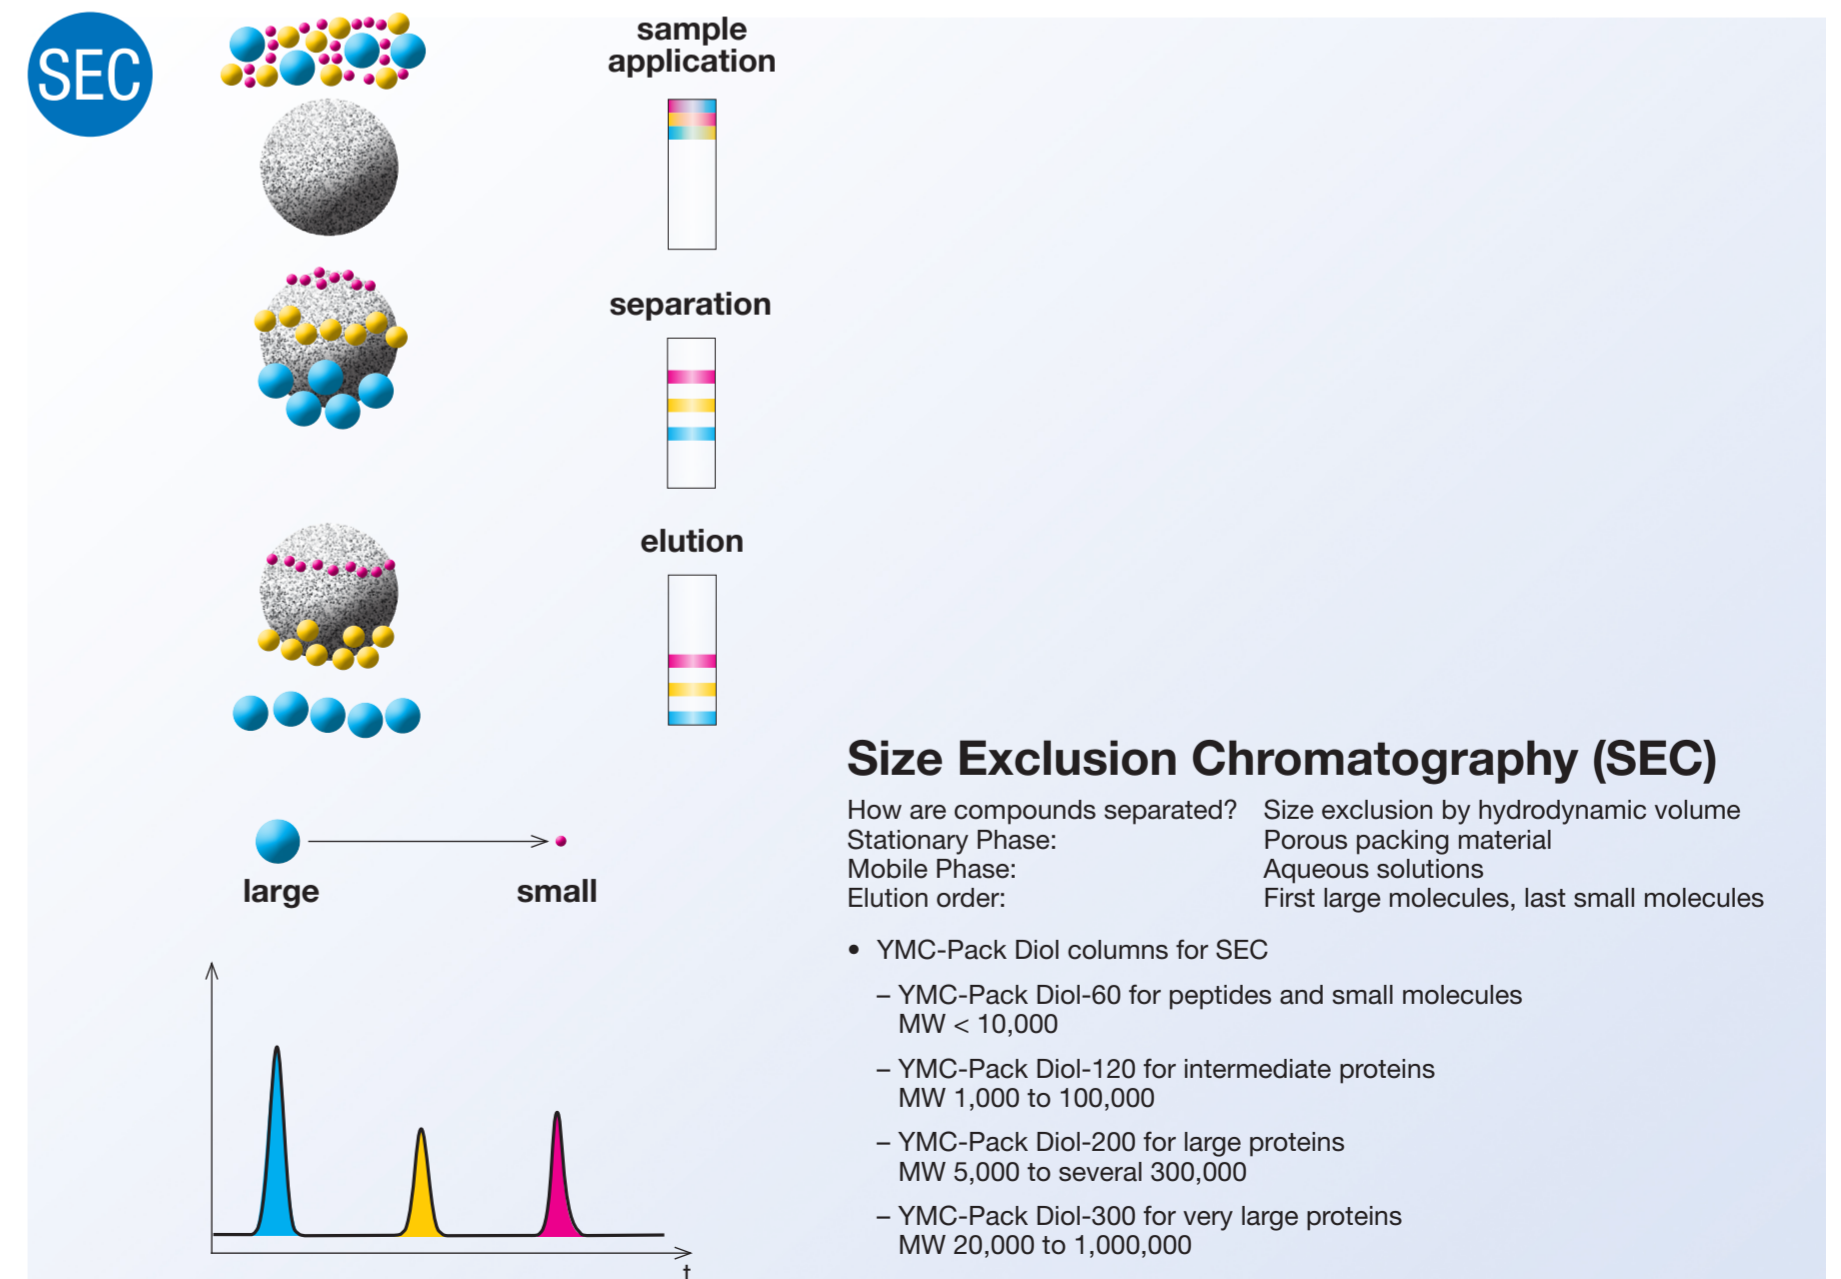 SEC
sample
application
separation
elution
large
small
t
Size Exclusion Chromatography (SEC)
How are compounds separated? Size exclusion by hydrodynamic volume
Stationary Phase: Porous packing material
Mobile Phase: Aqueous solutions
Elution order: First large molecules, last small molecules
• YMC-Pack Diol columns for SEC
– YMC-Pack Diol-60 for peptides and small molecules
MW < 10,000
– YMC-Pack Diol-120 for intermediate proteins
MW 1,000 to 100,000
– YMC-Pack Diol-200 for large proteins
MW 5,000 to several 300,000
– YMC-Pack Diol-300 for very large proteins
MW 20,000 to 1,000,000